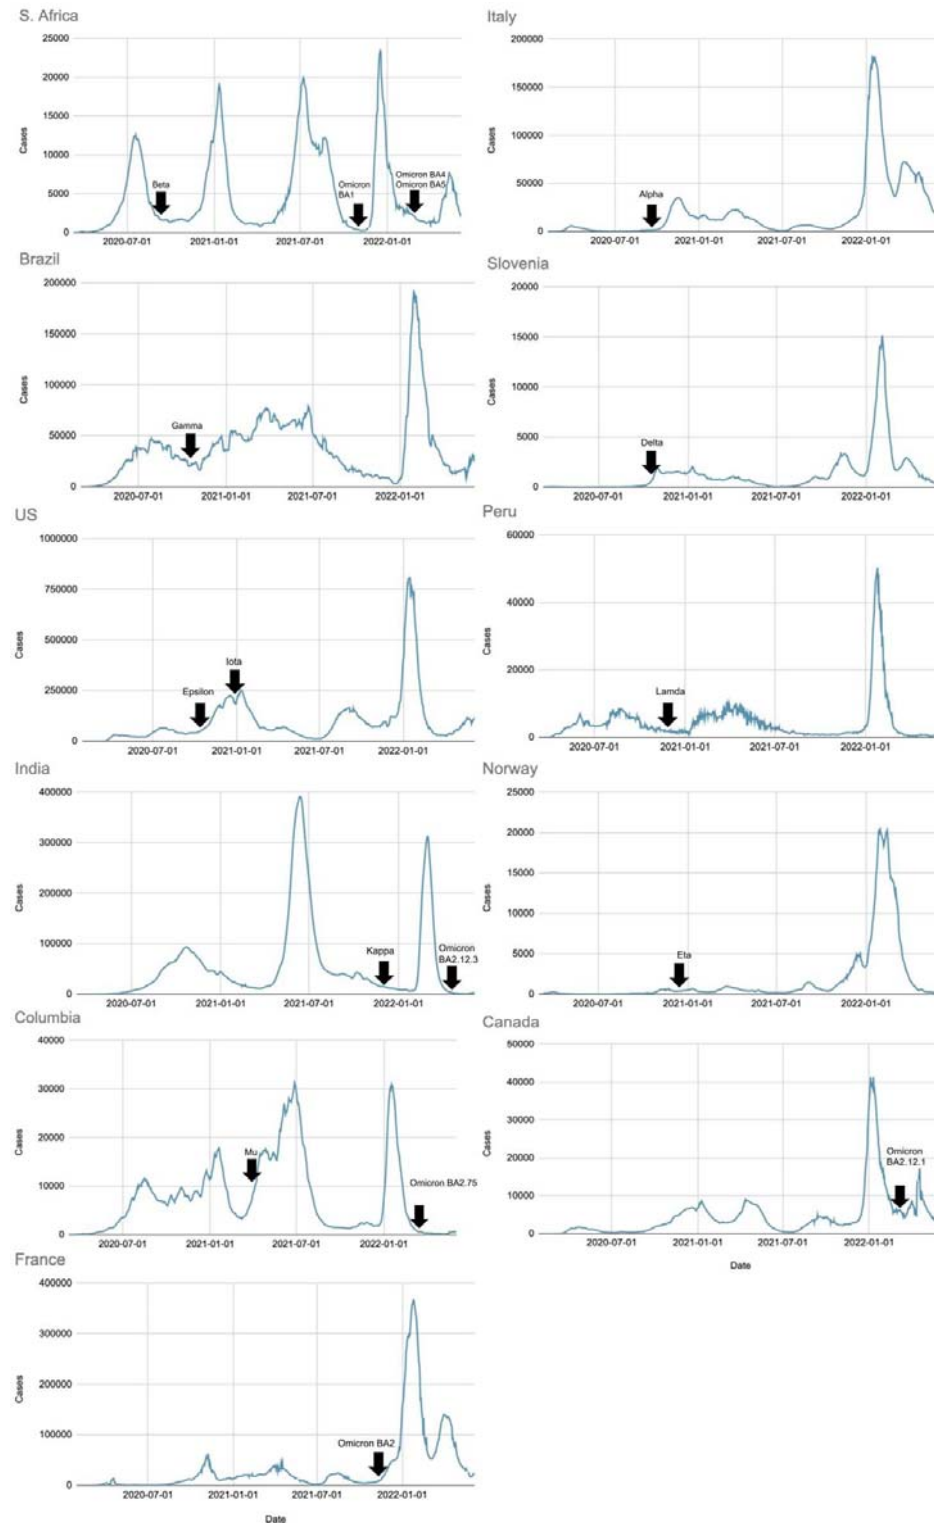 S. Africa
25000
20000
15000
10000
5000
0
Cases
Beta
Omicron
BA1
Omicron BA4
Omicron BA5
2020-07-01 2021-01-01 2021-07-01 2022-01-01
Italy
200000
150000
100000
50000
0
Cases
Alpha
2020-07-01 2021-01-01 2021-07-01 2022-01-01
Brazil
200000
150000
100000
50000
0
Cases
Gamma
2020-07-01 2021-01-01 2021-07-01 2022-01-01
Slovenia
20000
15000
10000
5000
0
Cases
Delta
2020-07-01 2021-01-01 2021-07-01 2022-01-01
US
1000000
750000
500000
250000
0
Cases
Epsilon
Iota
2020-07-01 2021-01-01 2021-07-01 2022-01-01
Peru
60000
40000
20000
0
Cases
Lamda
2020-07-01 2021-01-01 2021-07-01 2022-01-01
India
400000
300000
200000
100000
0
Cases
Kappa
Omicron
BA2.12.3
2020-07-01 2021-01-01 2021-07-01 2022-01-01
Norway
25000
20000
15000
10000
5000
0
Cases
Eta
2020-07-01 2021-01-01 2021-07-01 2022-01-01
Columbia
40000
30000
20000
10000
0
Cases
Mu
Omicron BA2.75
2020-07-01 2021-01-01 2021-07-01 2022-01-01
Canada
50000
40000
30000
20000
10000
0
Cases
Omicron
BA2.12.1
2020-07-01 2021-01-01 2021-07-01 2022-01-01
Date
France
400000
300000
200000
100000
0
Cases
Omicron BA2
2020-07-01 2021-01-01 2021-07-01 2022-01-01
Date